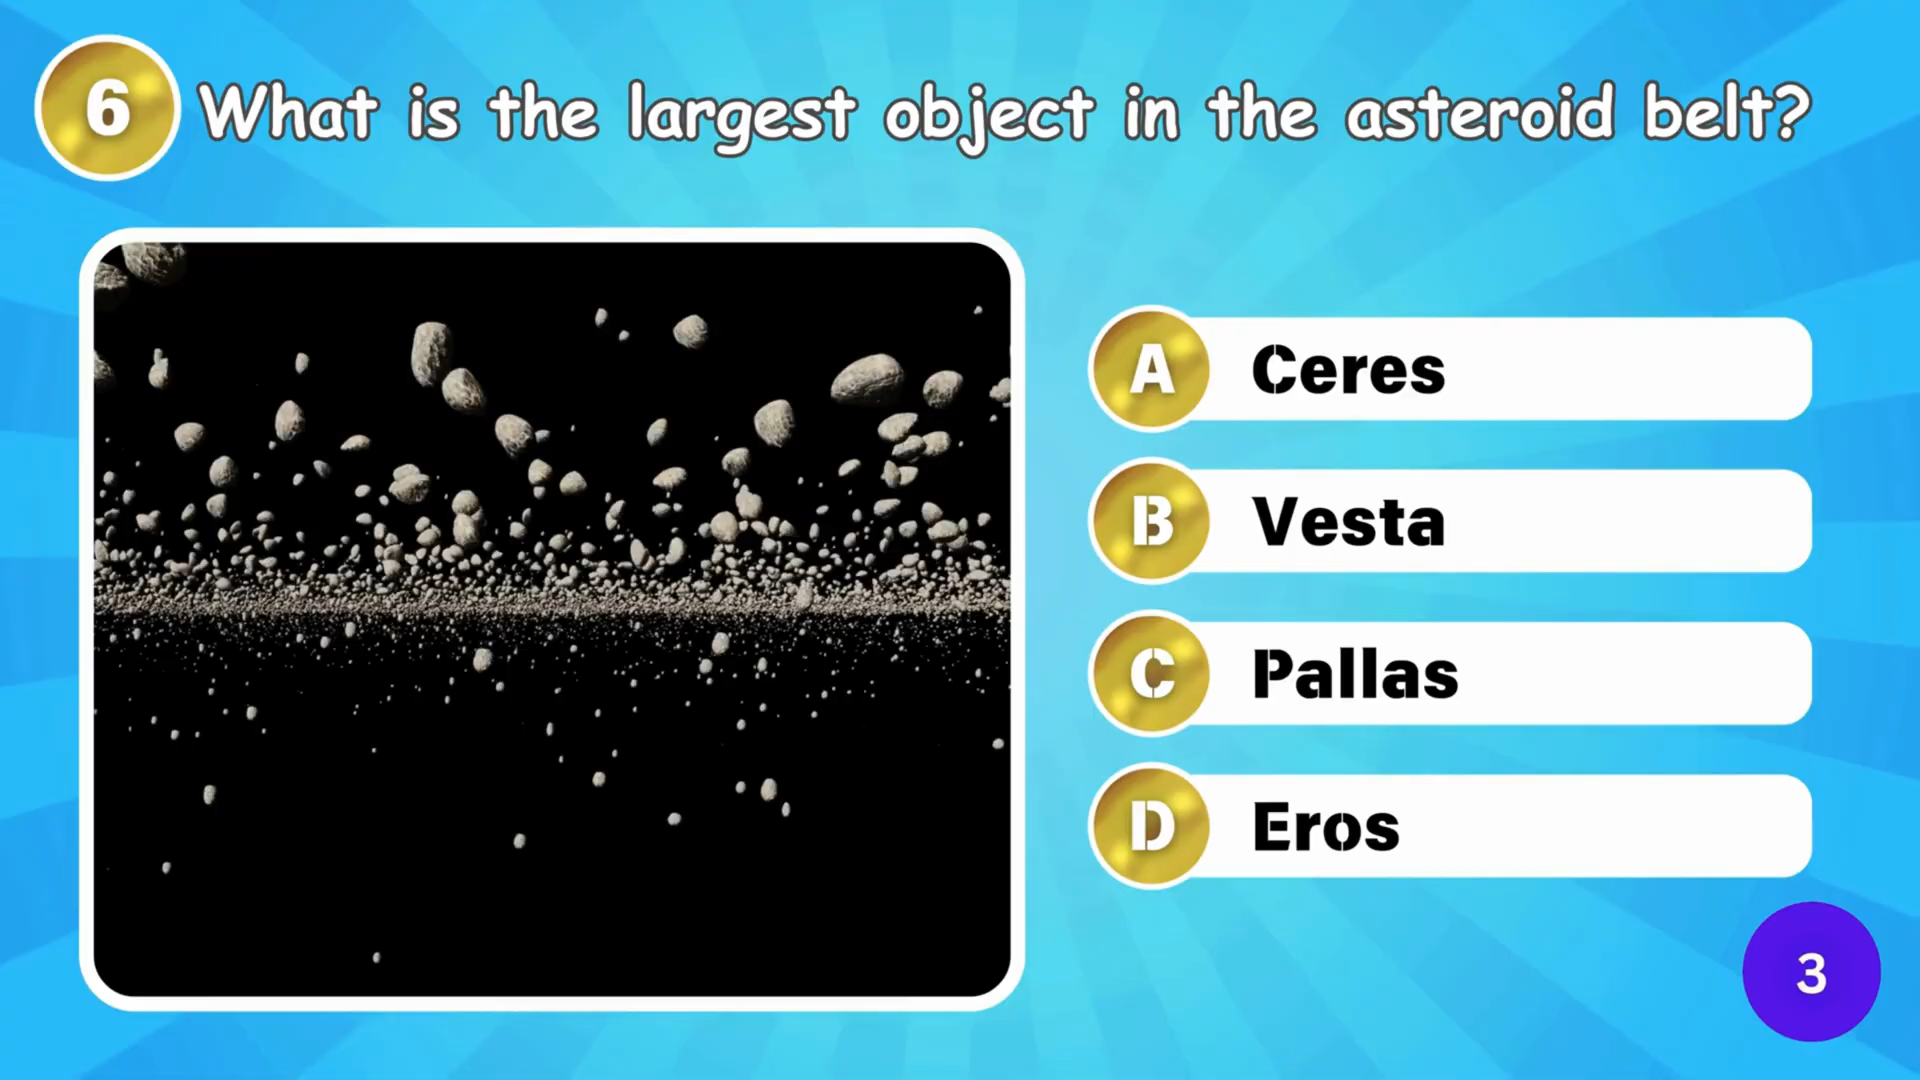 6 What is the largest object in the asteroid belt?
A Ceres
B Vesta
C Pallas
D Eros
3